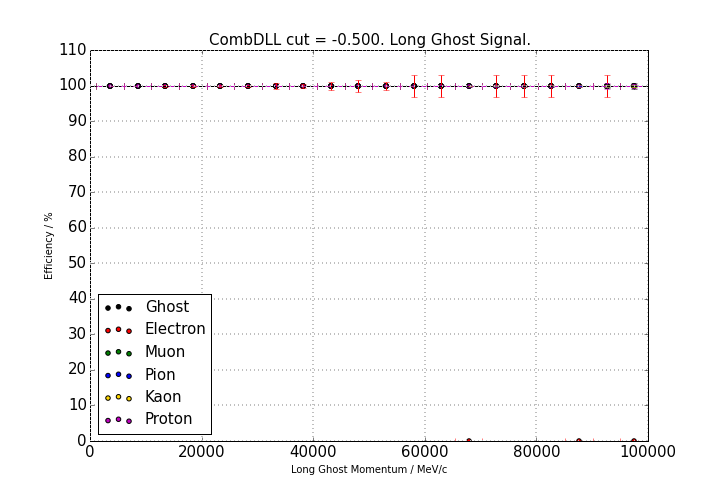 CombDLL cut = -0.500. Long Ghost Signal.
110
100
90
80
70
60
50
40
30
20
10
0
Efficiency / %
Ghost
Electron
Muon
Pion
Kaon
Proton
0 20000 40000 60000 80000 100000
Long Ghost Momentum / MeV/c